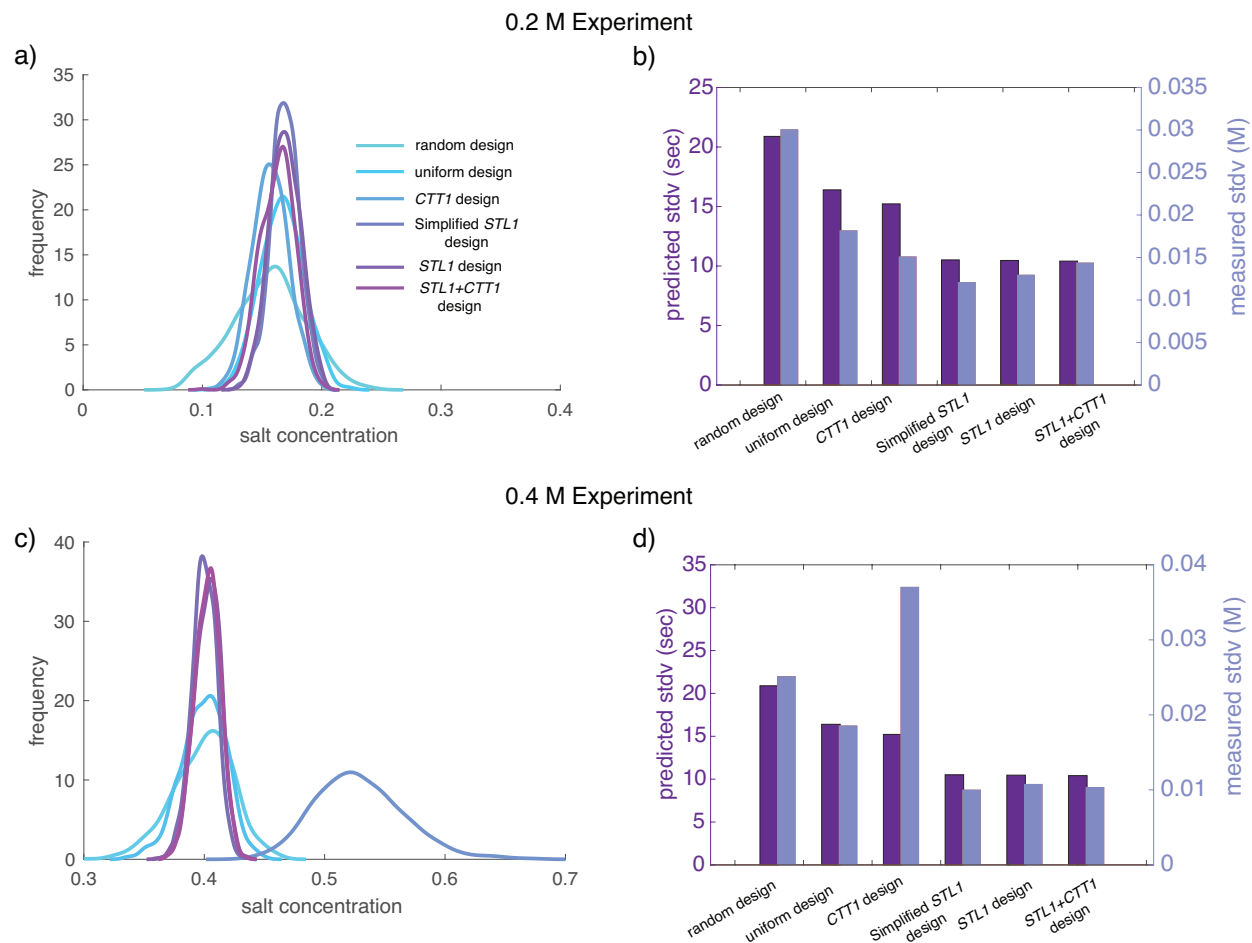 0.2 M Experiment
a)
35
30
25
20
15
10
5
0
frequency
0
0.1
0.2
0.3
0.4
salt concentration
random design
uniform design
CTT1 design
Simplified STL1
design
STL1 design
STL1+CTT1
design
b)
25
20
15
10
5
0
predicted stdv (sec)
0.035
0.03
0.025
0.02
0.015
0.01
0.005
0
measured stdv (M)
random design
uniform design
CTT1 design
Simplified STL1
design
STL1 design
STL1+CTT1
design
0.4 M Experiment
c)
40
30
20
10
0
frequency
0.3
0.4
0.5
0.6
0.7
salt concentration
d)
35
30
25
20
15
10
5
0
predicted stdv (sec)
0.04
0.03
0.02
0.01
0
measured stdv (M)
random design
uniform design
CTT1 design
Simplified STL1
design
STL1 design
STL1+CTT1
design